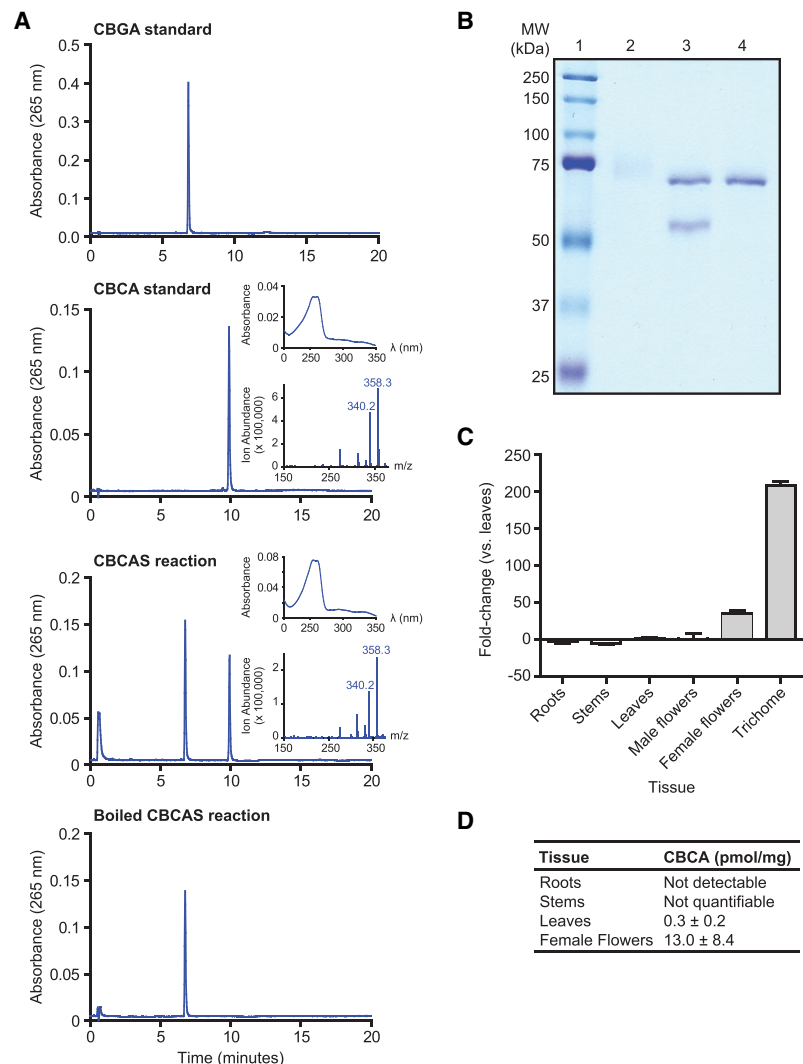 A
CBGA standard
Absorbance (265 nm)
0.5
0.4
0.3
0.2
0.1
0.0
0 5 10 15 20
CBCA standard
Absorbance (265 nm)
0.15
0.1
0.05
0
0 5 10 15 20
Absorbance
0.04
0.02
0
0 250 300 350
λ (nm)
Ion Abundance
(x 100,000)
6
4
2
0
358.3
340.2
150 250 350
m/z
CBCAS reaction
Absorbance (265 nm)
0.2
0.15
0.1
0.05
0
0 5 10 15 20
Absorbance
0.08
0.04
0
0 250 300 350
λ (nm)
Ion Abundance
(x 100,000)
2
1
0
358.3
340.2
150 250 350
m/z
Boiled CBCAS reaction
Absorbance (265 nm)
0.2
0.15
0.1
0.05
0
0 5 10 15 20
Time (minutes)
B
MW
(kDa)
1 2 3 4
250
150
100
75
50
37
25
C
Fold-change (vs. leaves)
250
200
150
100
50
0
-50
Roots
Stems
Leaves
Male flowers
Female flowers
Trichome
Tissue
D
Tissue CBCA (pmol/mg)
Roots Not detectable
Stems Not quantifiable
Leaves 0.3 ± 0.2
Female Flowers 13.0 ± 8.4